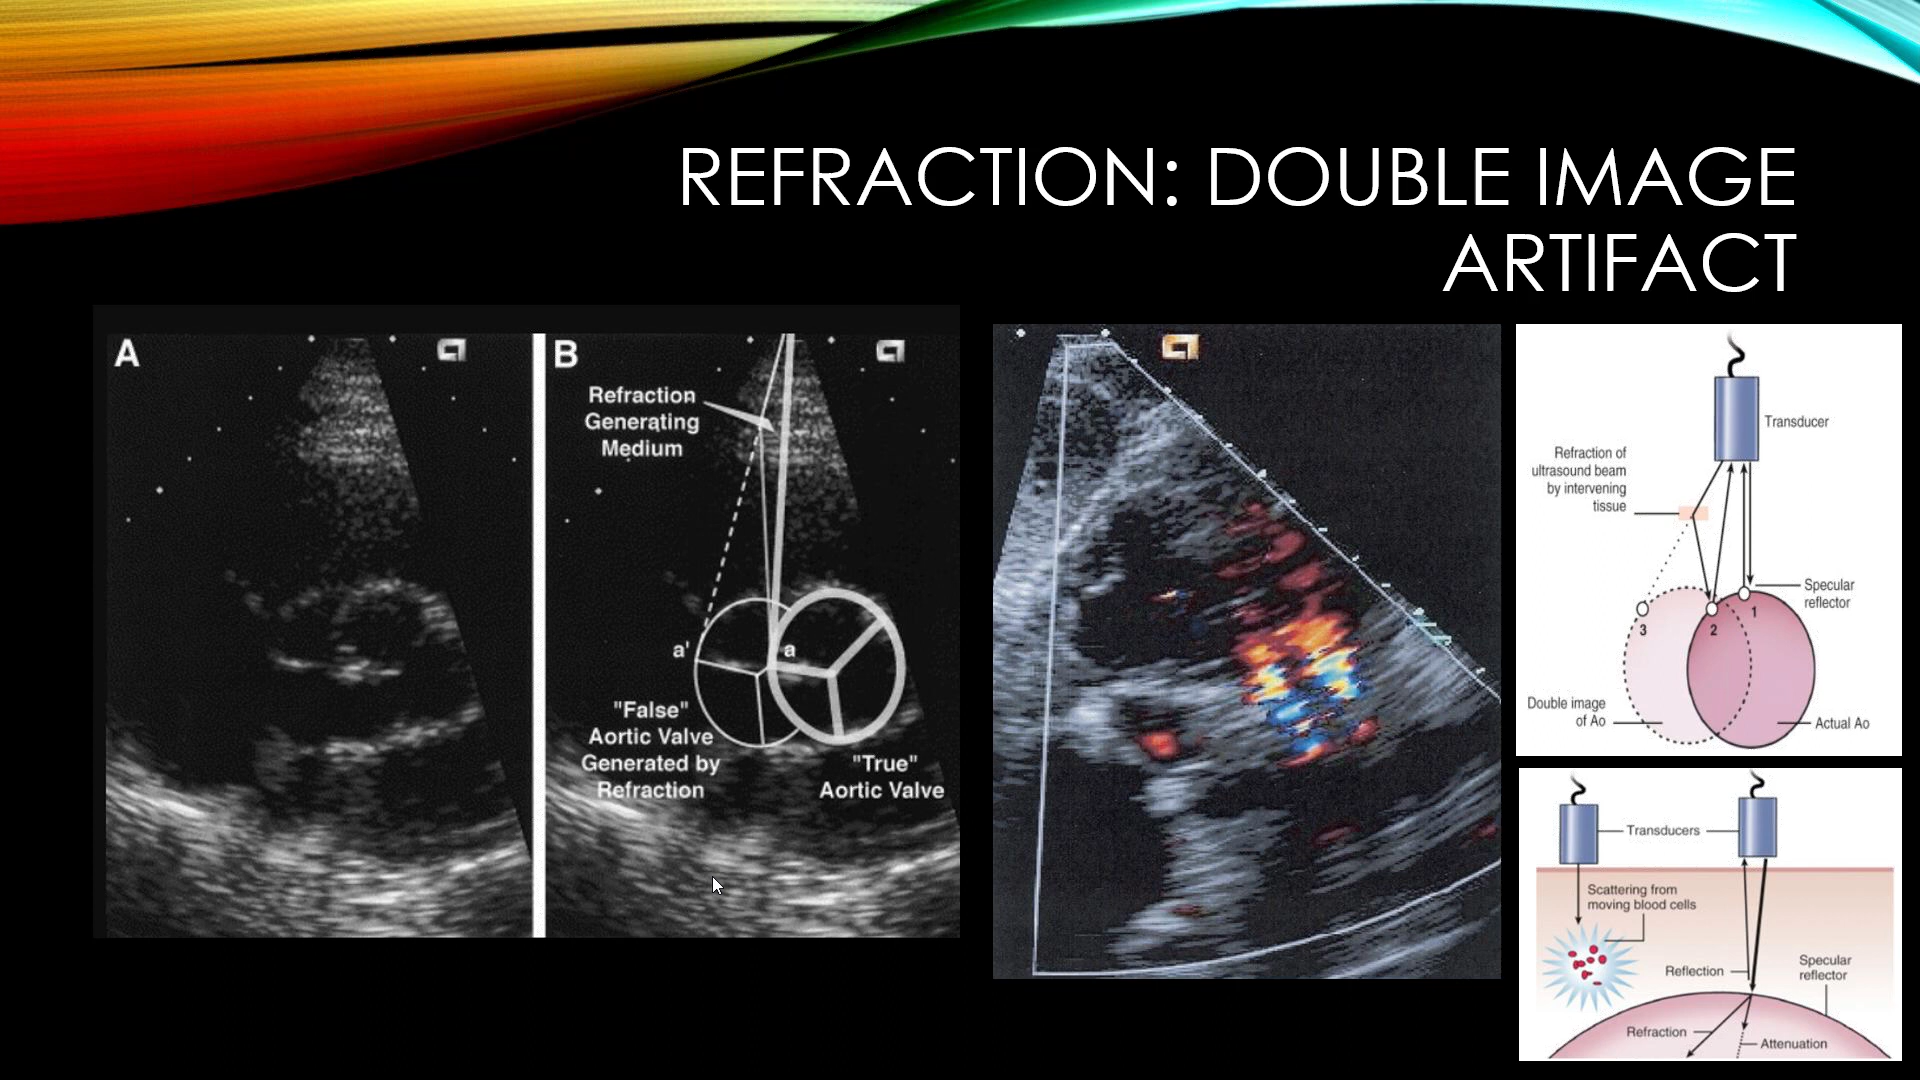 REFRACTION: DOUBLE IMAGE
ARTIFACT
A
B
Refraction
Generating
Medium
a'
a
"False"
Aortic Valve
Generated by
Refraction
"True"
Aortic Valve
Transducer
Refraction of
ultrasound beam
by intervening
tissue
Specular
reflector
1
2
3
Double image
of Ao
Actual Ao
Transducers
Scattering from
moving blood cells
Reflection
Specular
reflector
Refraction
Attenuation